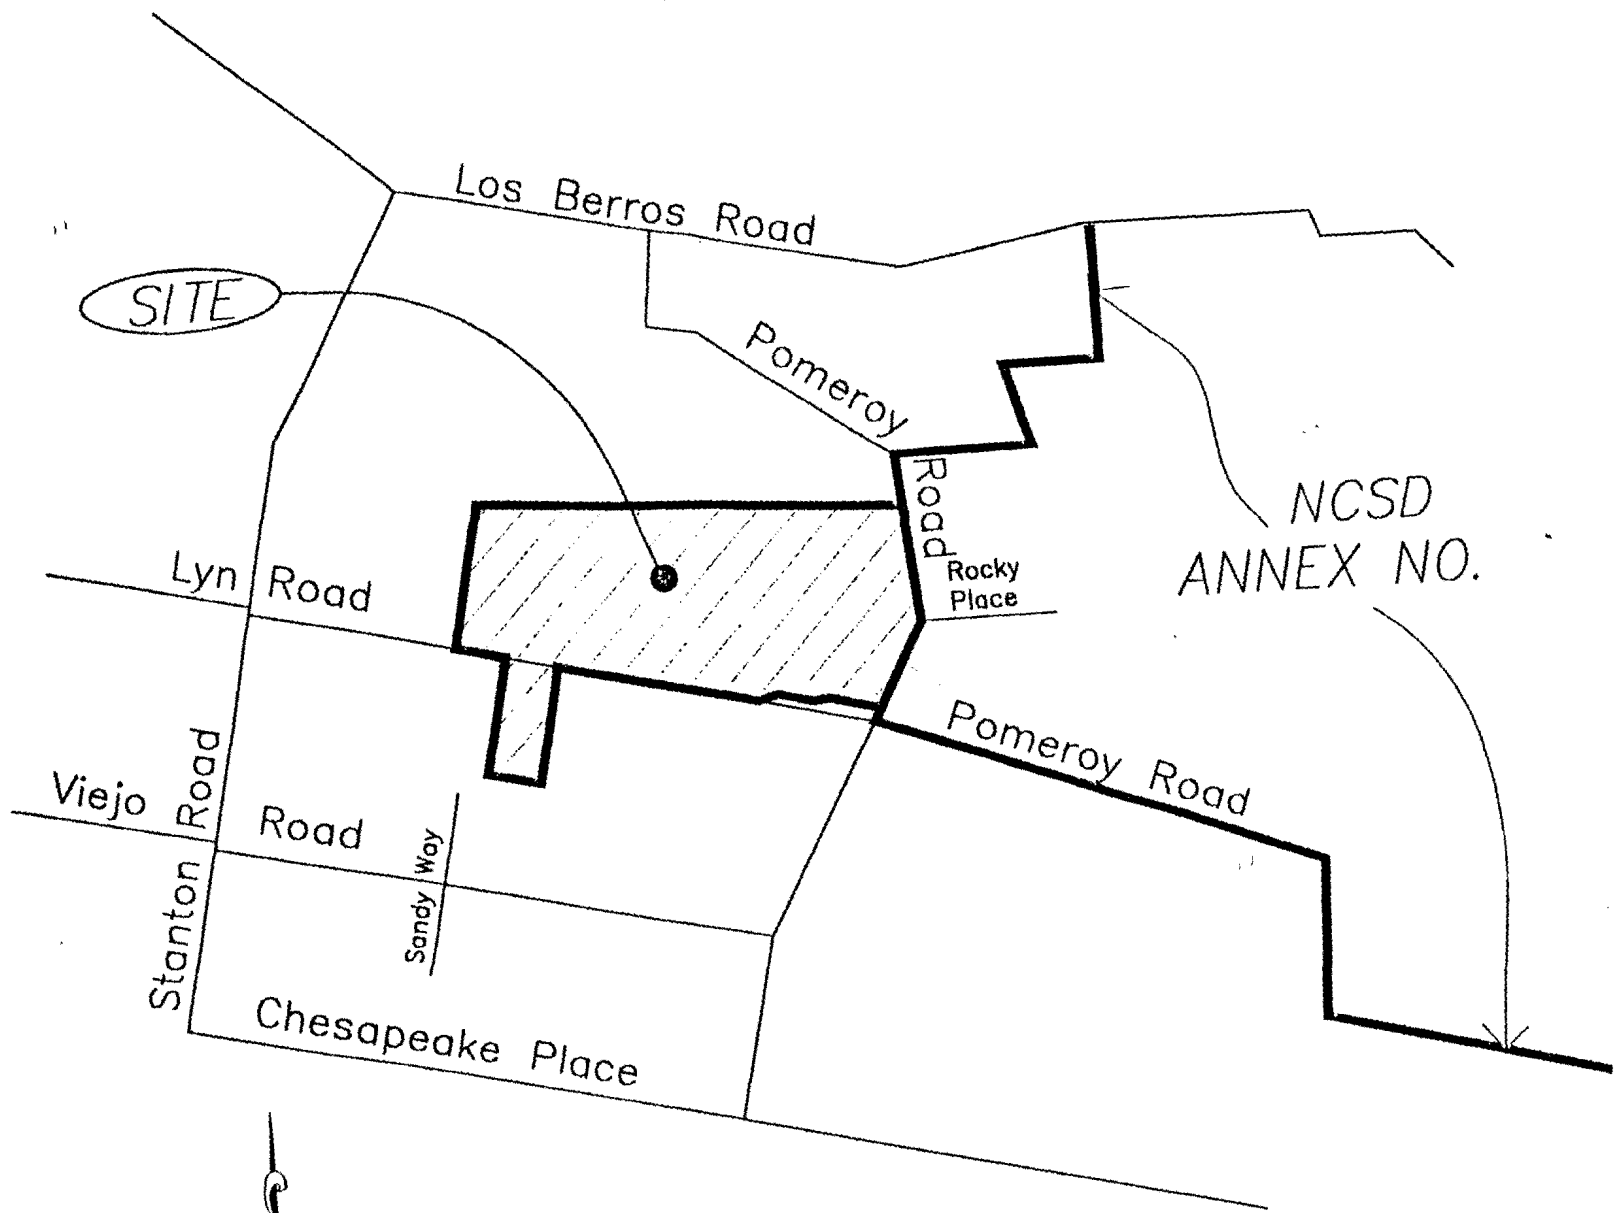 Los Berros Road
SITE
Pomeroy
Road
NCSD
ANNEX NO.
Rocky
Place
Lyn Road
Pomeroy Road
Viejo Road
Stanton Road
Sandy Way
Chesapeake Place